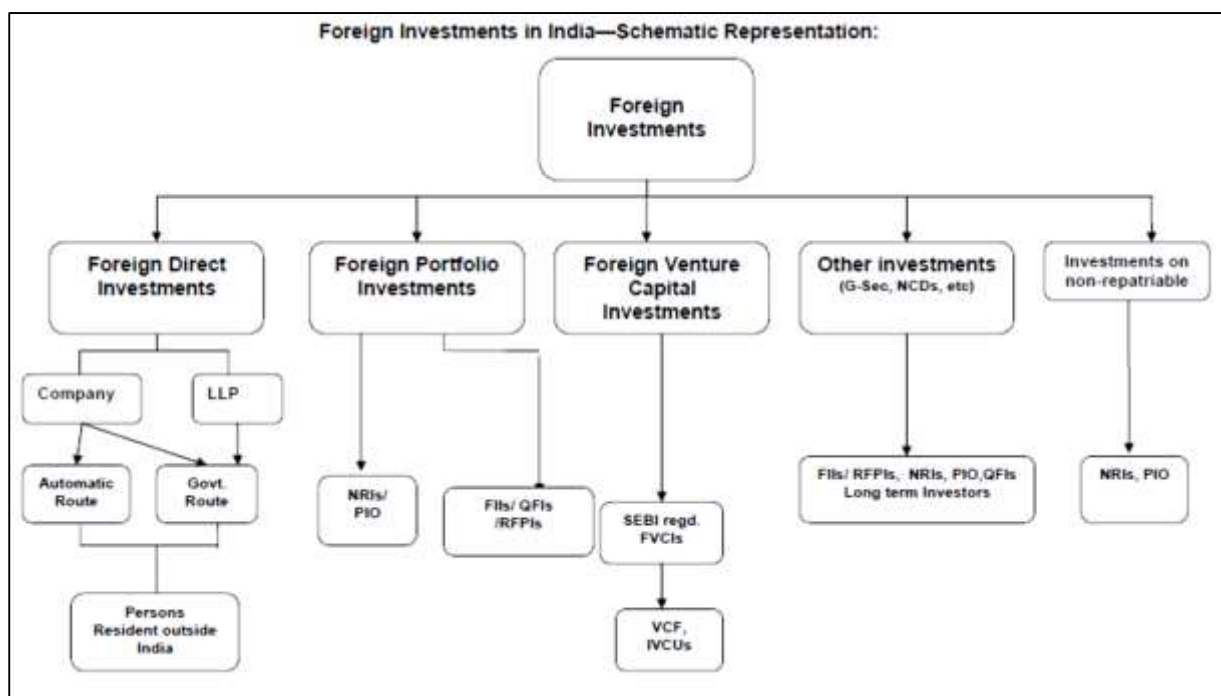 Foreign Investments in India—Schematic Representation:
Foreign
Investments
Foreign Direct
Investments
Foreign Portfolio
Investments
Foreign Venture
Capital
Investments
Other investments
(G-Sec, NCDs, etc)
Investments on
non-repatriable
Company
LLP
Automatic
Route
Govt.
Route
Persons
Resident outside
India
NRIs/
PIO
FIIs/ QFIs
/RFPIs
SEBI regd.
FVCIs
VCF,
IVCUs
FIIs/ RFPIs, NRIs, PIO,QFIs
Long term Investors
NRIs, PIO